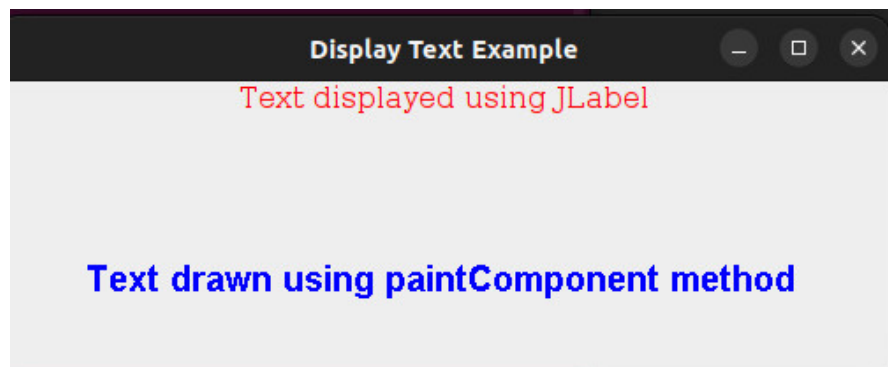 Display Text Example
Text displayed using JLabel
Text drawn using paintComponent method